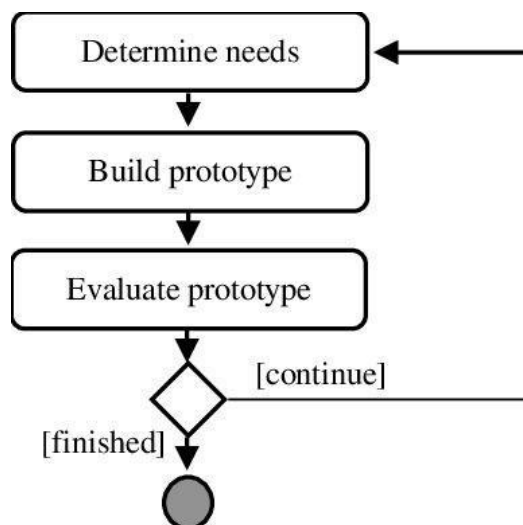 Determine needs
Build prototype
Evaluate prototype
[continue]
[finished]